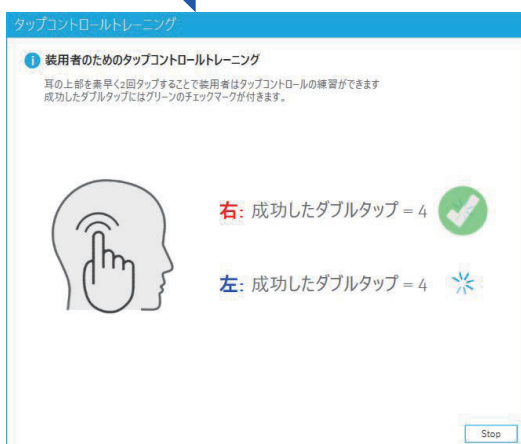 タップコントロールトレーニング
装用者のためのタップコントロールトレーニング
耳の上部を素早く2回タップすることで装用者はタップコントロールの練習ができます
成功したダブルタップにはグリーンのチェックマークが付きます。
右: 成功したダブルタップ = 4
左: 成功したダブルタップ = 4
Stop